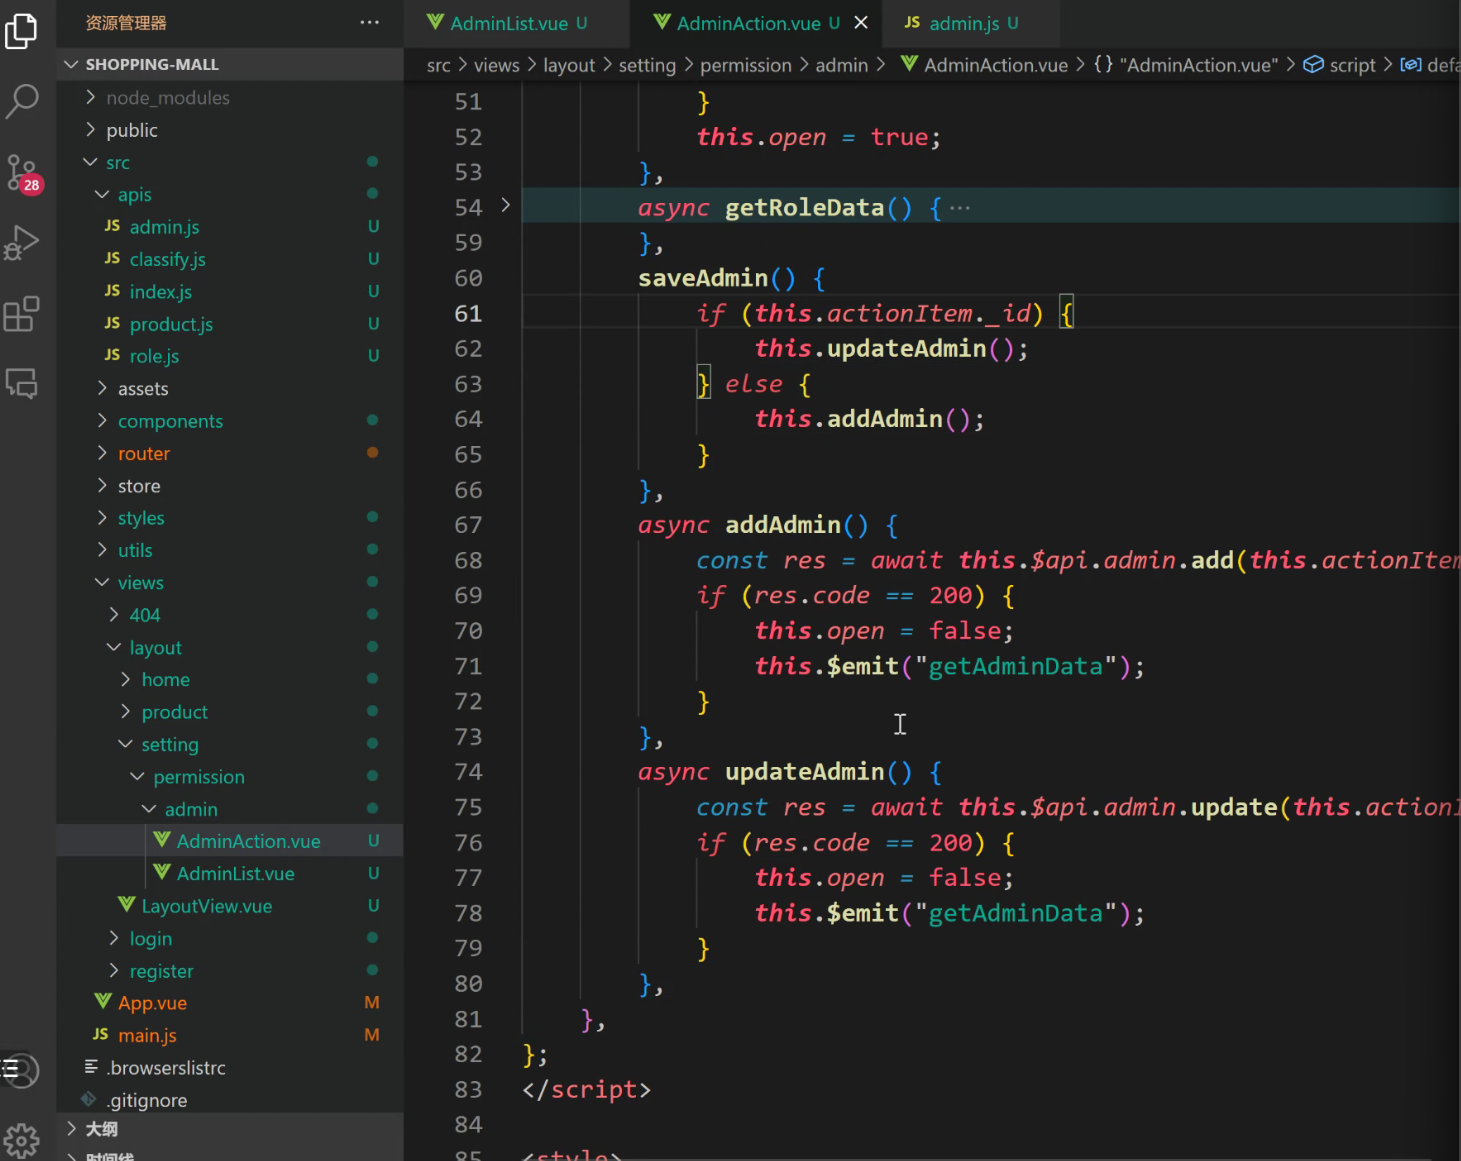 资源管理器 ···
SHOPPING-MALL
node_modules
public
src
apis
JS admin.js U
JS classify.js U
JS index.js U
JS product.js U
JS role.js U
assets
components
router
store
styles
utils
views
404
layout
home
product
setting
permission
admin
AdminAction.vue U
AdminList.vue U
LayoutView.vue U
login
register
App.vue M
JS main.js M
.browserslistrc
.gitignore
大纲
时间线
28
AdminList.vue U AdminAction.vue U JS admin.js U
src > views > layout > setting > permission > admin > AdminAction.vue > {} "AdminAction.vue" > script >
51 }
52 this.open = true;
53 },
54 async getRoleData() { ···
59 },
60 saveAdmin() {
61 if (this.actionItem._id) {
62 this.updateAdmin();
63 } else {
64 this.addAdmin();
65 }
66 },
67 async addAdmin() {
68 const res = await this.$api.admin.add(this.actionItem
69 if (res.code == 200) {
70 this.open = false;
71 this.$emit("getAdminData");
72 }
73 },
74 async updateAdmin() {
75 const res = await this.$api.admin.update(this.actionI
76 if (res.code == 200) {
77 this.open = false;
78 this.$emit("getAdminData");
79 }
80 },
81 },
82 };
83 </script>
84
85 <style>